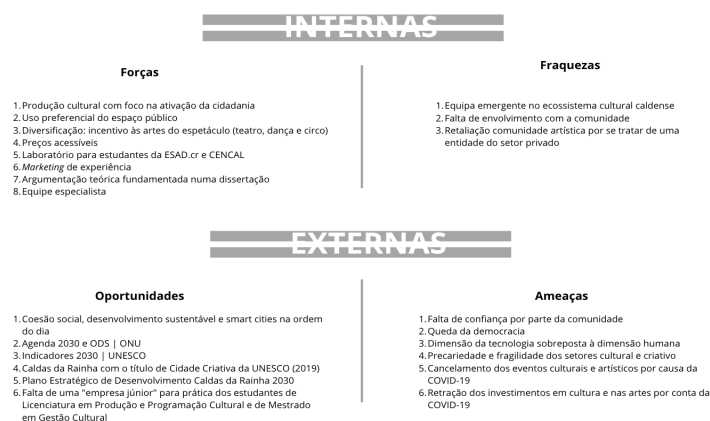 INTERNAS
Forças
1. Produção cultural com foco na ativação da cidadania
2. Uso preferencial do espaço público
3. Diversificação: incentivo às artes do espetáculo (teatro, dança e circo)
4. Preços acessíveis
5. Laboratório para estudantes da ESAD.cr e CENCAL
6. Marketing de experiência
7. Argumentação teórica fundamentada numa dissertação
8. Equipe especialista
Fraquezas
1. Equipa emergente no ecossistema cultural caldense
2. Falta de envolvimento com a comunidade
3. Retaliação comunidade artística por se tratar de uma
entidade do setor privado
EXTERNAS
Oportunidades
1. Coesão social, desenvolvimento sustentável e smart cities na ordem
do dia
2. Agenda 2030 e ODS | ONU
3. Indicadores 2030 | UNESCO
4. Caldas da Rainha com o título de Cidade Criativa da UNESCO (2019)
5. Plano Estratégico de Desenvolvimento Caldas da Rainha 2030
6. Falta de uma "empresa júnior" para prática dos estudantes de
Licenciatura em Produção e Programação Cultural e de Mestrado
em Gestão Cultural
Ameaças
1. Falta de confiança por parte da comunidade
2. Queda da democracia
3. Dimensão da tecnologia sobreposta à dimensão humana
4. Precariedade e fragilidade dos setores cultural e criativo
5. Cancelamento dos eventos culturais e artísticos por causa da
COVID-19
6. Retração dos investimentos em cultura e nas artes por conta da
COVID-19